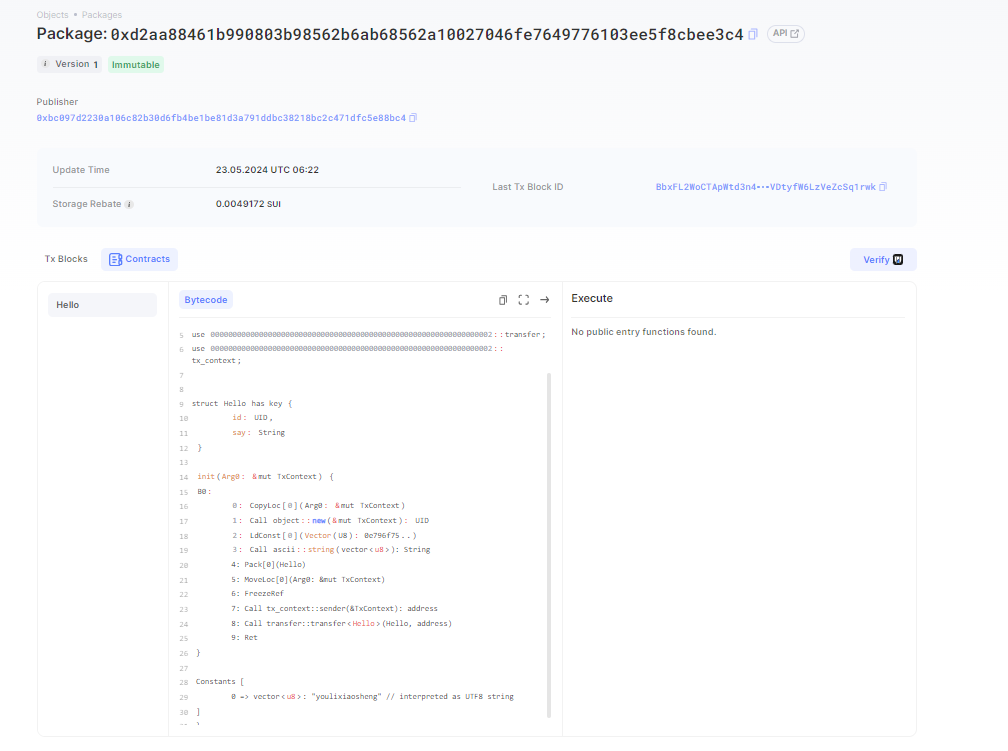 Objects • Packages
Package: 0xd2aa88461b990803b98562b6ab68562a10027046fe7649776103ee5f8cbee3c4 API
i Version 1 Immutable
Publisher
0xbc097d2230a106c82b30d6fb4be1be81d3a791ddbc38218bc2c471dfc5e88bc4
Update Time 23.05.2024 UTC 06:22
Last Tx Block ID BbxFL2WoCTApWtd3n4•••VDtyfW6LzVeZcSq1rwk
Storage Rebate i 0.0049172 SUI
Tx Blocks Contracts Verify
Hello
Bytecode
5 use 0000000000000000000000000000000000000000000000000000000000000002::transfer;
6 use 0000000000000000000000000000000000000000000000000000000000000002::
tx_context;
7
8
9 struct Hello has key {
10 id: UID,
11 say: String
12 }
13
14 init(Arg0: &mut TxContext) {
15 B0:
16 0: CopyLoc[0](Arg0: &mut TxContext)
17 1: Call object::new(&mut TxContext): UID
18 2: LdConst[0](Vector(U8): 0e796f75..)
19 3: Call ascii::string(vector<u8>): String
20 4: Pack[0](Hello)
21 5: MoveLoc[0](Arg0: &mut TxContext)
22 6: FreezeRef
23 7: Call tx_context::sender(&TxContext): address
24 8: Call transfer::transfer<Hello>(Hello, address)
25 9: Ret
26 }
27
28 Constants [
29 0 => vector<u8>: "youlixiaosheng" // interpreted as UTF8 string
30 ]
Execute
No public entry functions found.